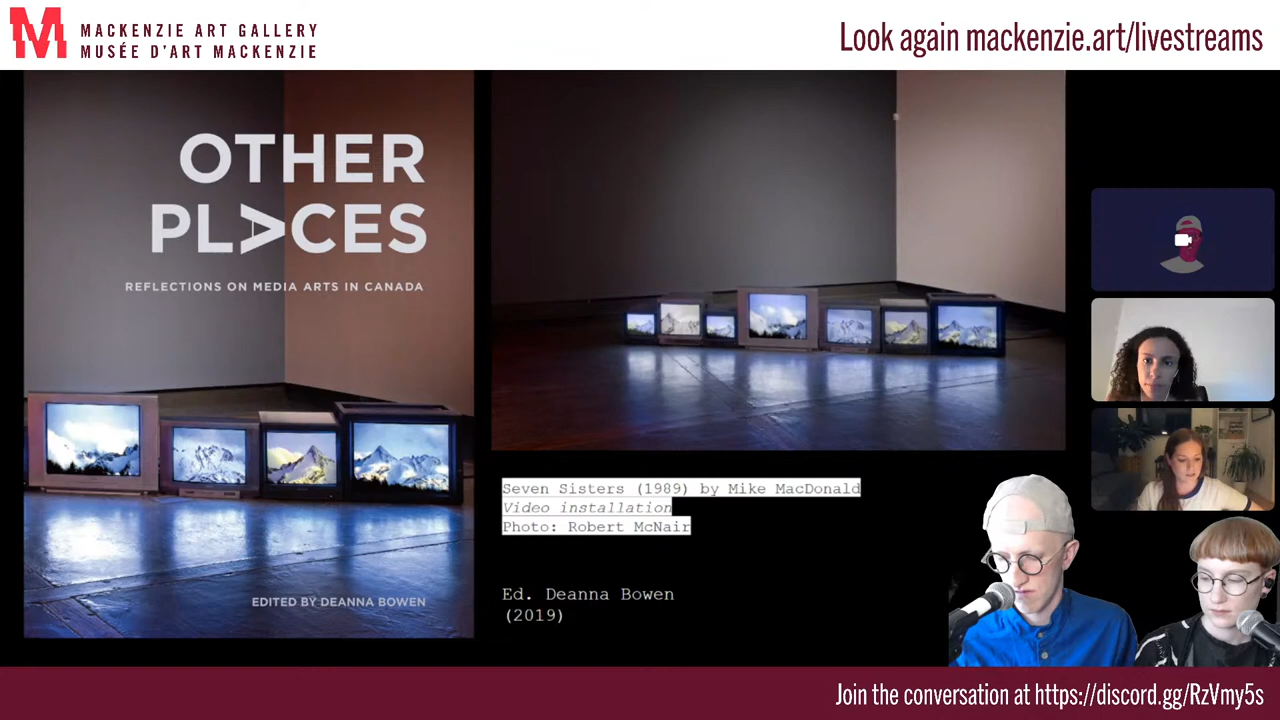 MACKENZIE ART GALLERY
MUSÉE D'ART MACKENZIE
Look again mackenzie.art/livestreams
OTHER
PLACES
REFLECTIONS ON MEDIA ARTS IN CANADA
EDITED BY DEANNA BOWEN
Seven Sisters (1989) by Mike MacDonald
Video installation
Photo: Robert McNair
Ed. Deanna Bowen
(2019)
Join the conversation at https://discord.gg/RzVmy5s